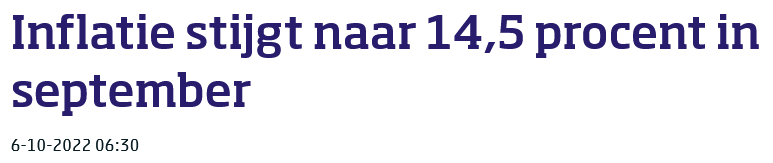 Inflatie stijgt naar 14,5 procent in
september
6-10-2022 06:30